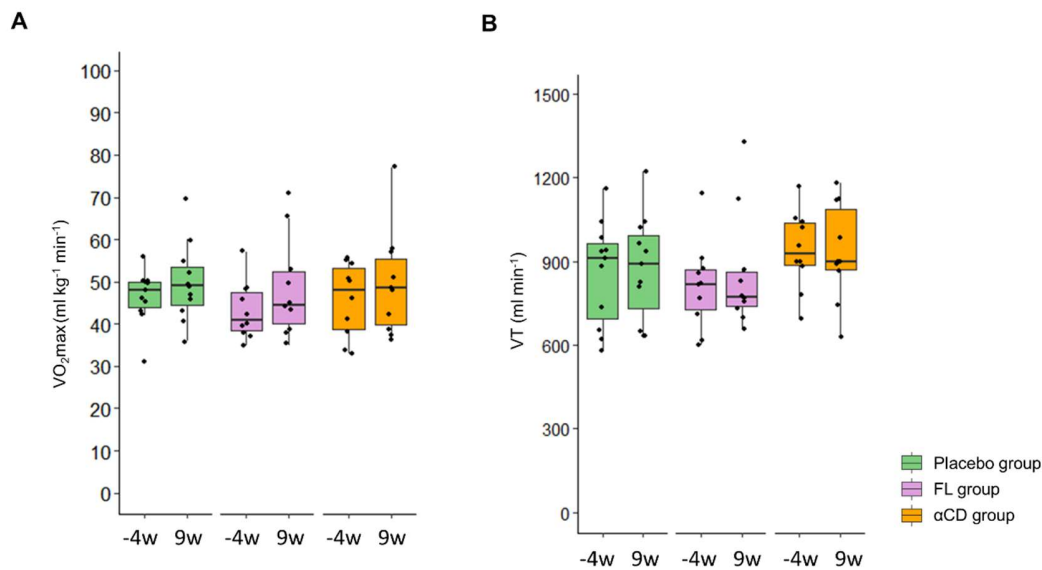 A
B
VO₂max (ml kg⁻¹ min⁻¹)
100
90
80
70
60
50
40
30
20
10
0
-4w 9w -4w 9w -4w 9w
VT (ml min⁻¹)
1500
1200
900
600
300
0
-4w 9w -4w 9w -4w 9w
Placebo group
FL group
αCD group